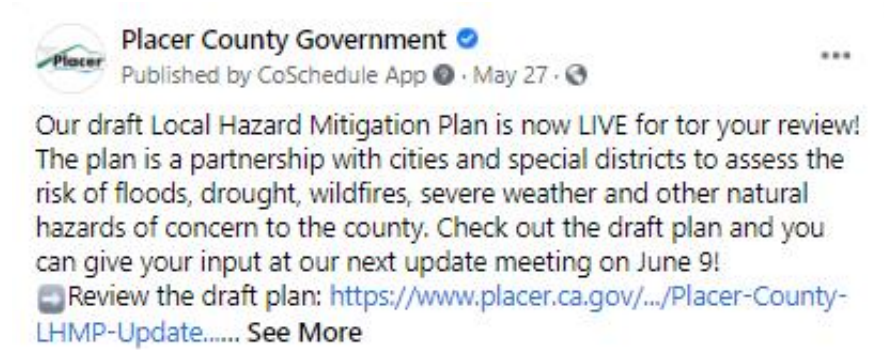 Placer County Government
Placer
Published by CoSchedule App · May 27 ·
Our draft Local Hazard Mitigation Plan is now LIVE for tor your review!
The plan is a partnership with cities and special districts to assess the
risk of floods, drought, wildfires, severe weather and other natural
hazards of concern to the county. Check out the draft plan and you
can give your input at our next update meeting on June 9!
➡Review the draft plan: https://www.placer.ca.gov/.../Placer-County-
LHMP-Update...... See More